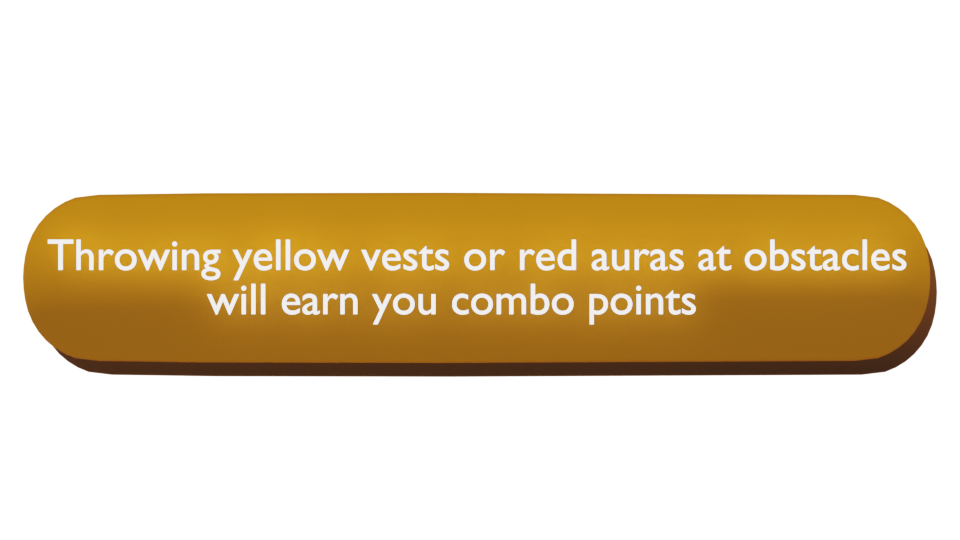 Throwing yellow vests or red auras at obstacles
will earn you combo points